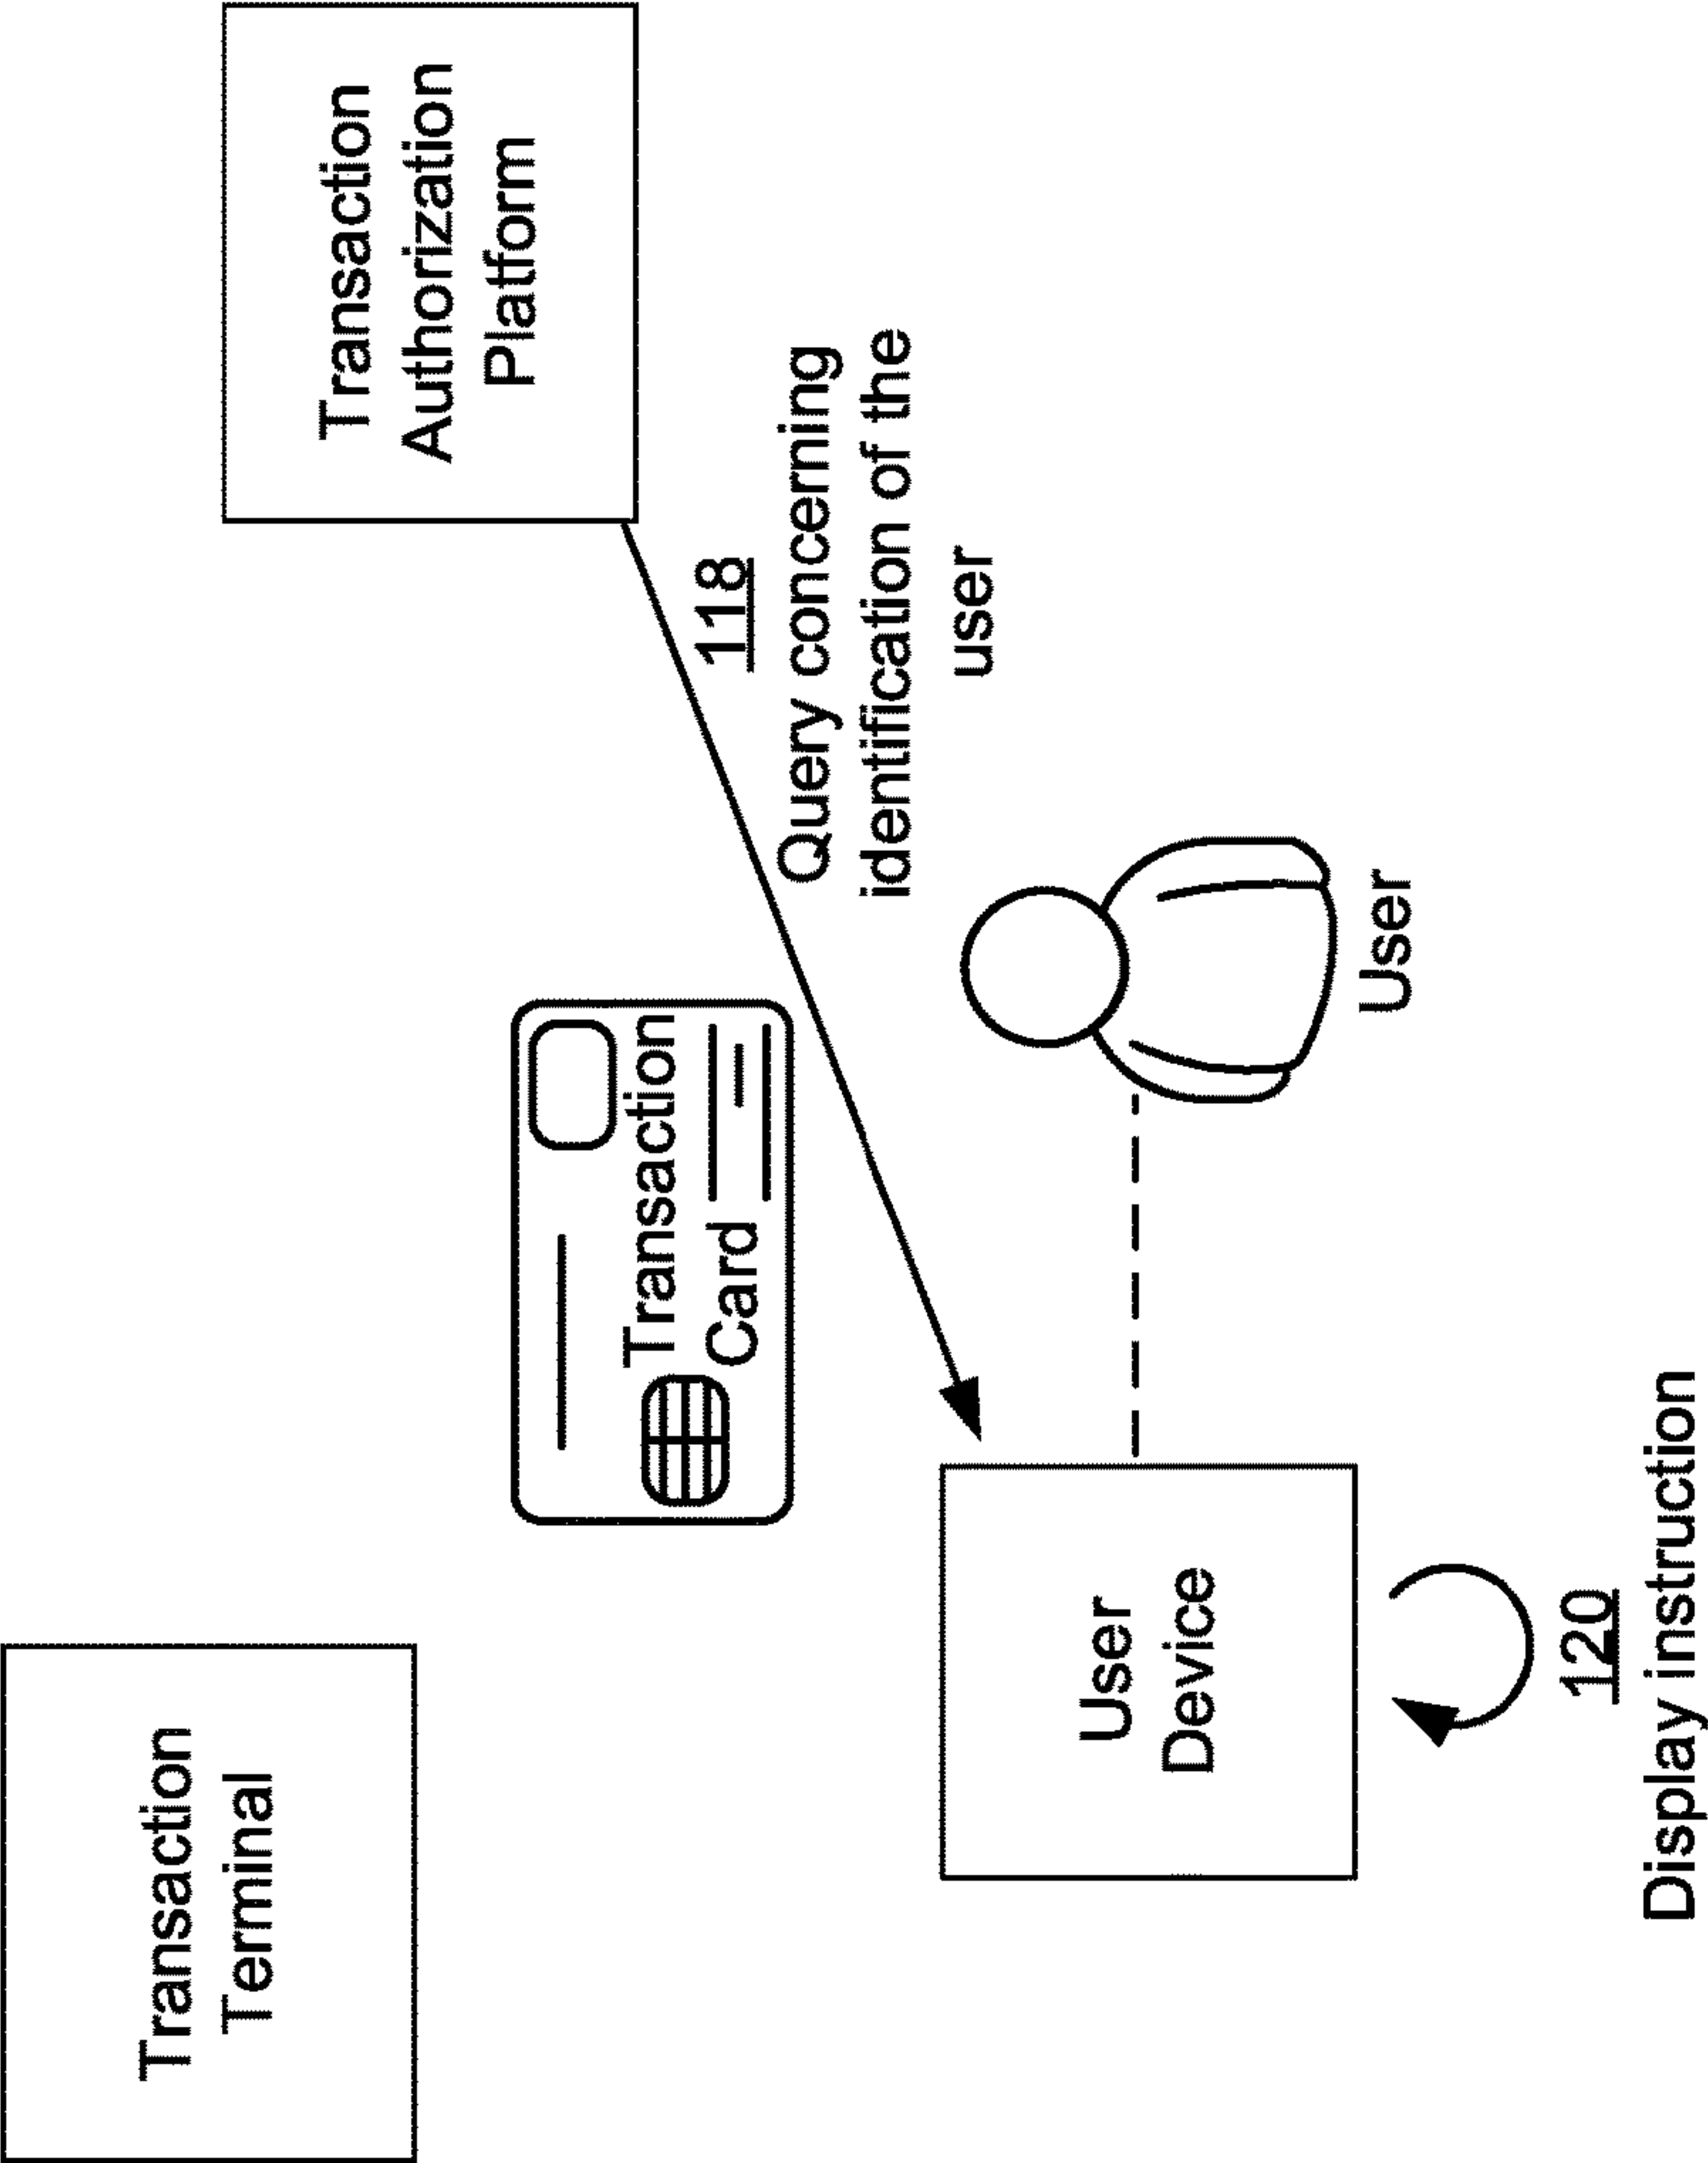 Transaction
Terminal
Transaction
Authorization
Platform
Transaction
Card
118
Query concerning
identification of the
user
User
Device
User
120
Display instruction